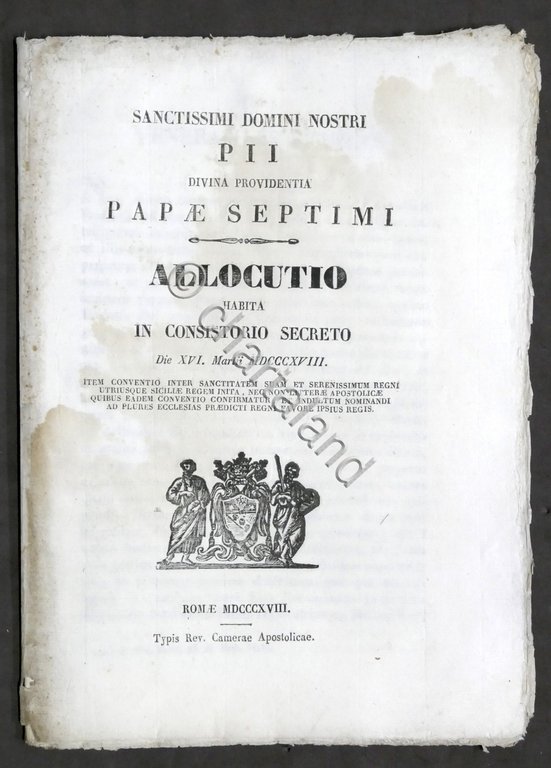 SANCTISSIMI DOMINI NOSTRI
PII
DIVINA PROVIDENTIA
PAPÆ SEPTIMI
ALLOCUTIO
HABITA
IN CONSISTORIO SECRETO
Die XVI. Martii MDCCCXVIII.
ITEM CONVENTIO INTER SANCTITATEM SUAM ET SERENISSIMUM REGNI
UTRIUSQUE SICILIÆ REGEM INITA, NEC NON LITTERÆ APOSTOLICÆ
QUIBUS EADEM CONVENTIO CONFIRMATUR, ET INDULTUM NOMINANDI
AD PLURES ECCLESIAS PRÆDICTI REGNI FAVORE IPSIUS REGIS.
ROMÆ MDCCCXVIII.
Typis Rev. Camerae Apostolicae.
© chartaland